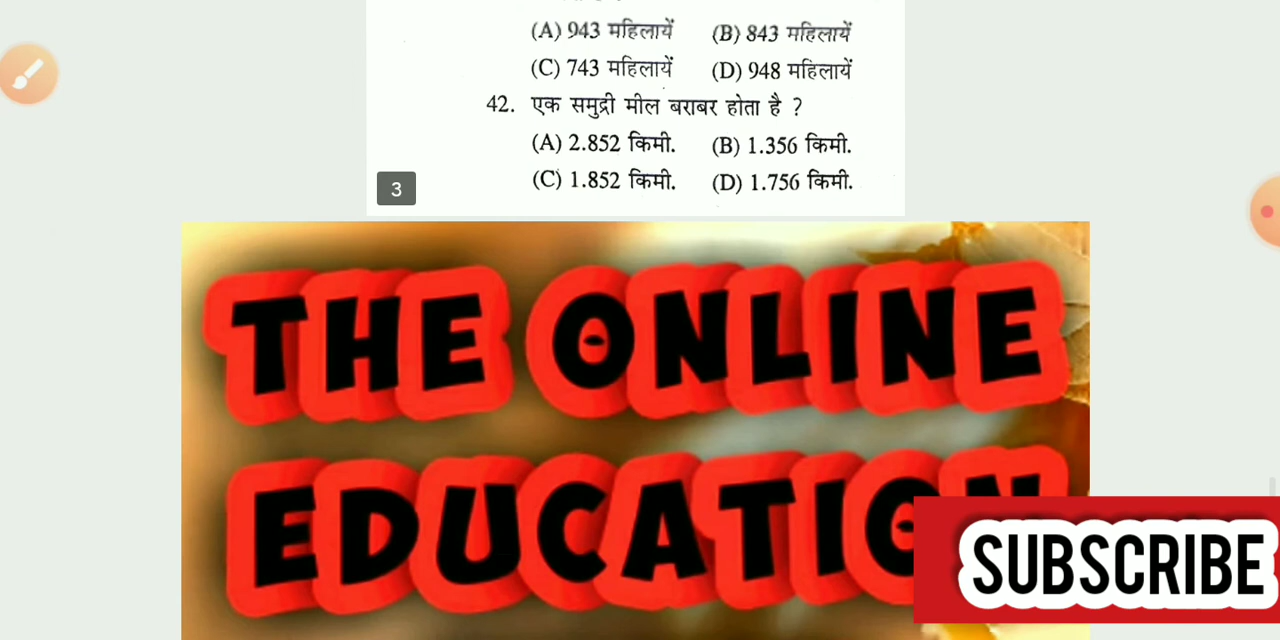 (A) 943 महिलायें (B) 843 महिलायें
(C) 743 महिलायें (D) 948 महिलायें
42. एक समुद्री मील बराबर होता है ?
(A) 2.852 किमी. (B) 1.356 किमी.
(C) 1.852 किमी. (D) 1.756 किमी.
3
THE ONLINE
EDUCATION
SUBSCRIBE